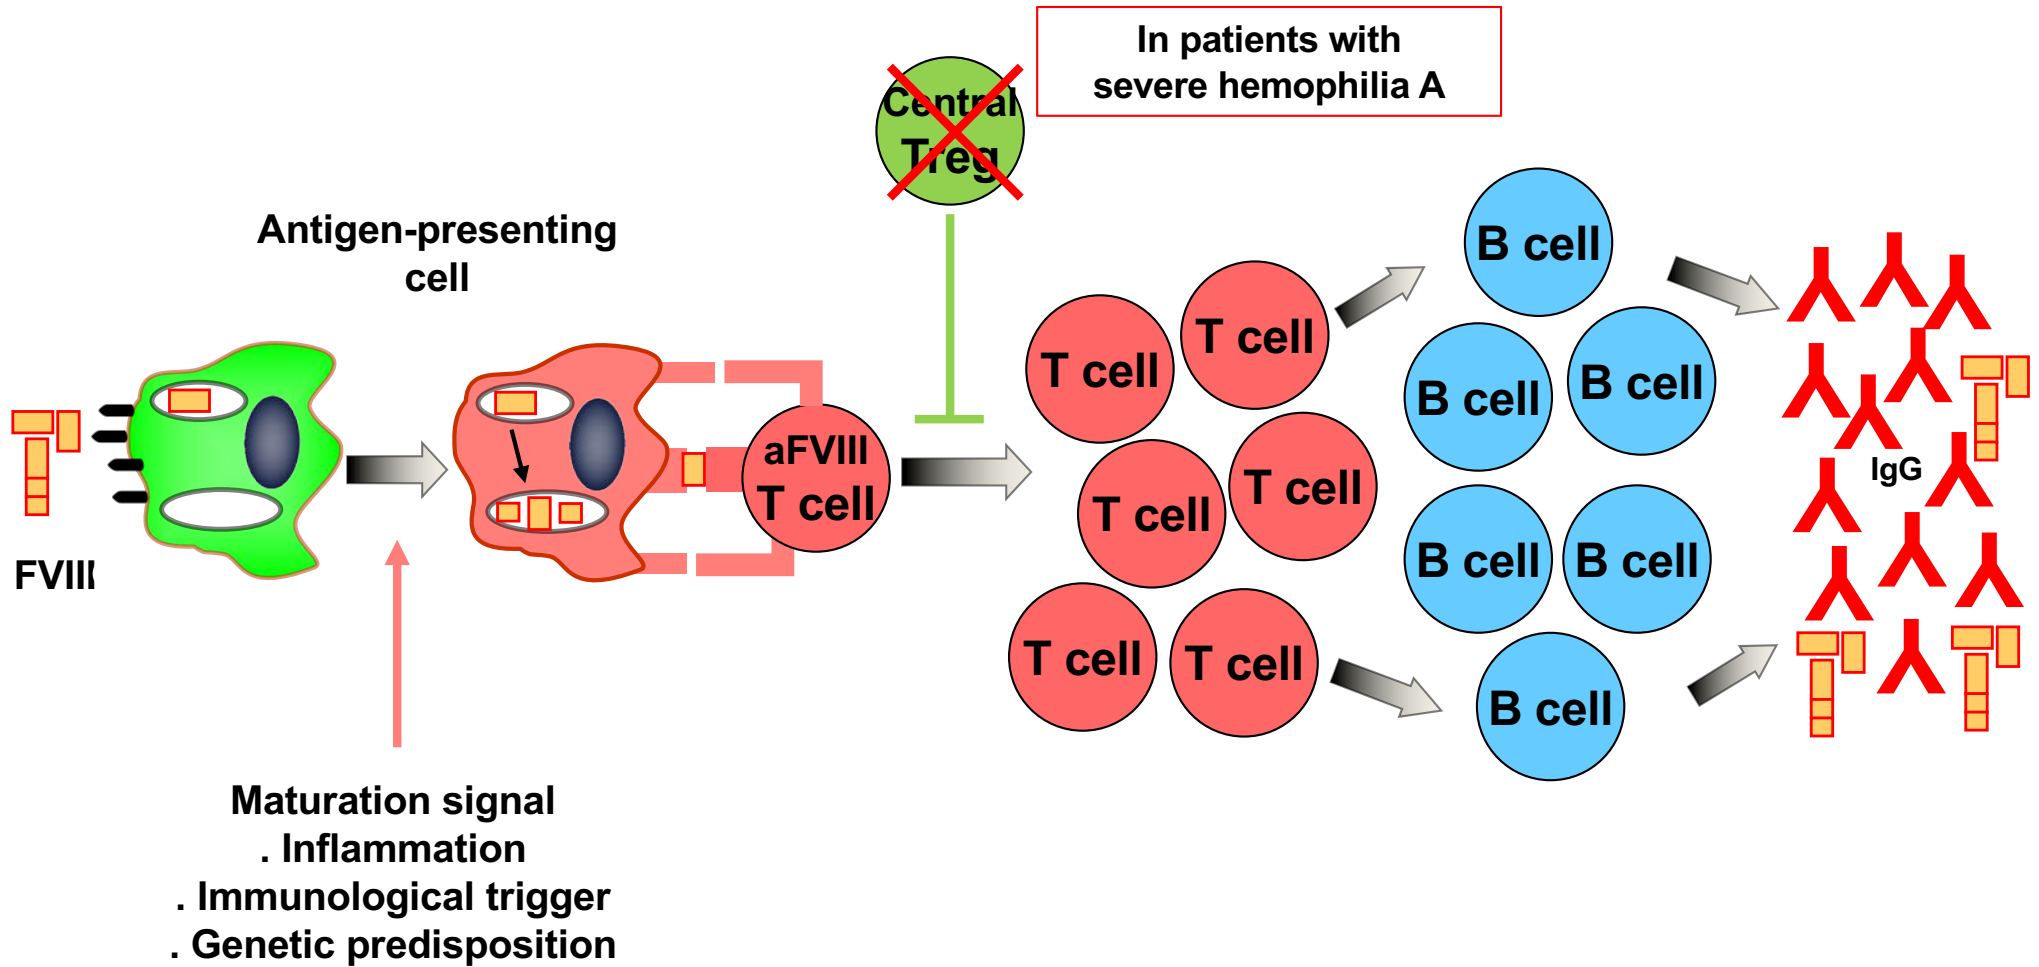 In patients with
severe hemophilia A
Central
Treg
Antigen-presenting
cell
FVIII
aFVIII
T cell
T cell
T cell
T cell
T cell
T cell
T cell
B cell
B cell
B cell
B cell
B cell
B cell
IgG
Maturation signal
. Inflammation
. Immunological trigger
. Genetic predisposition